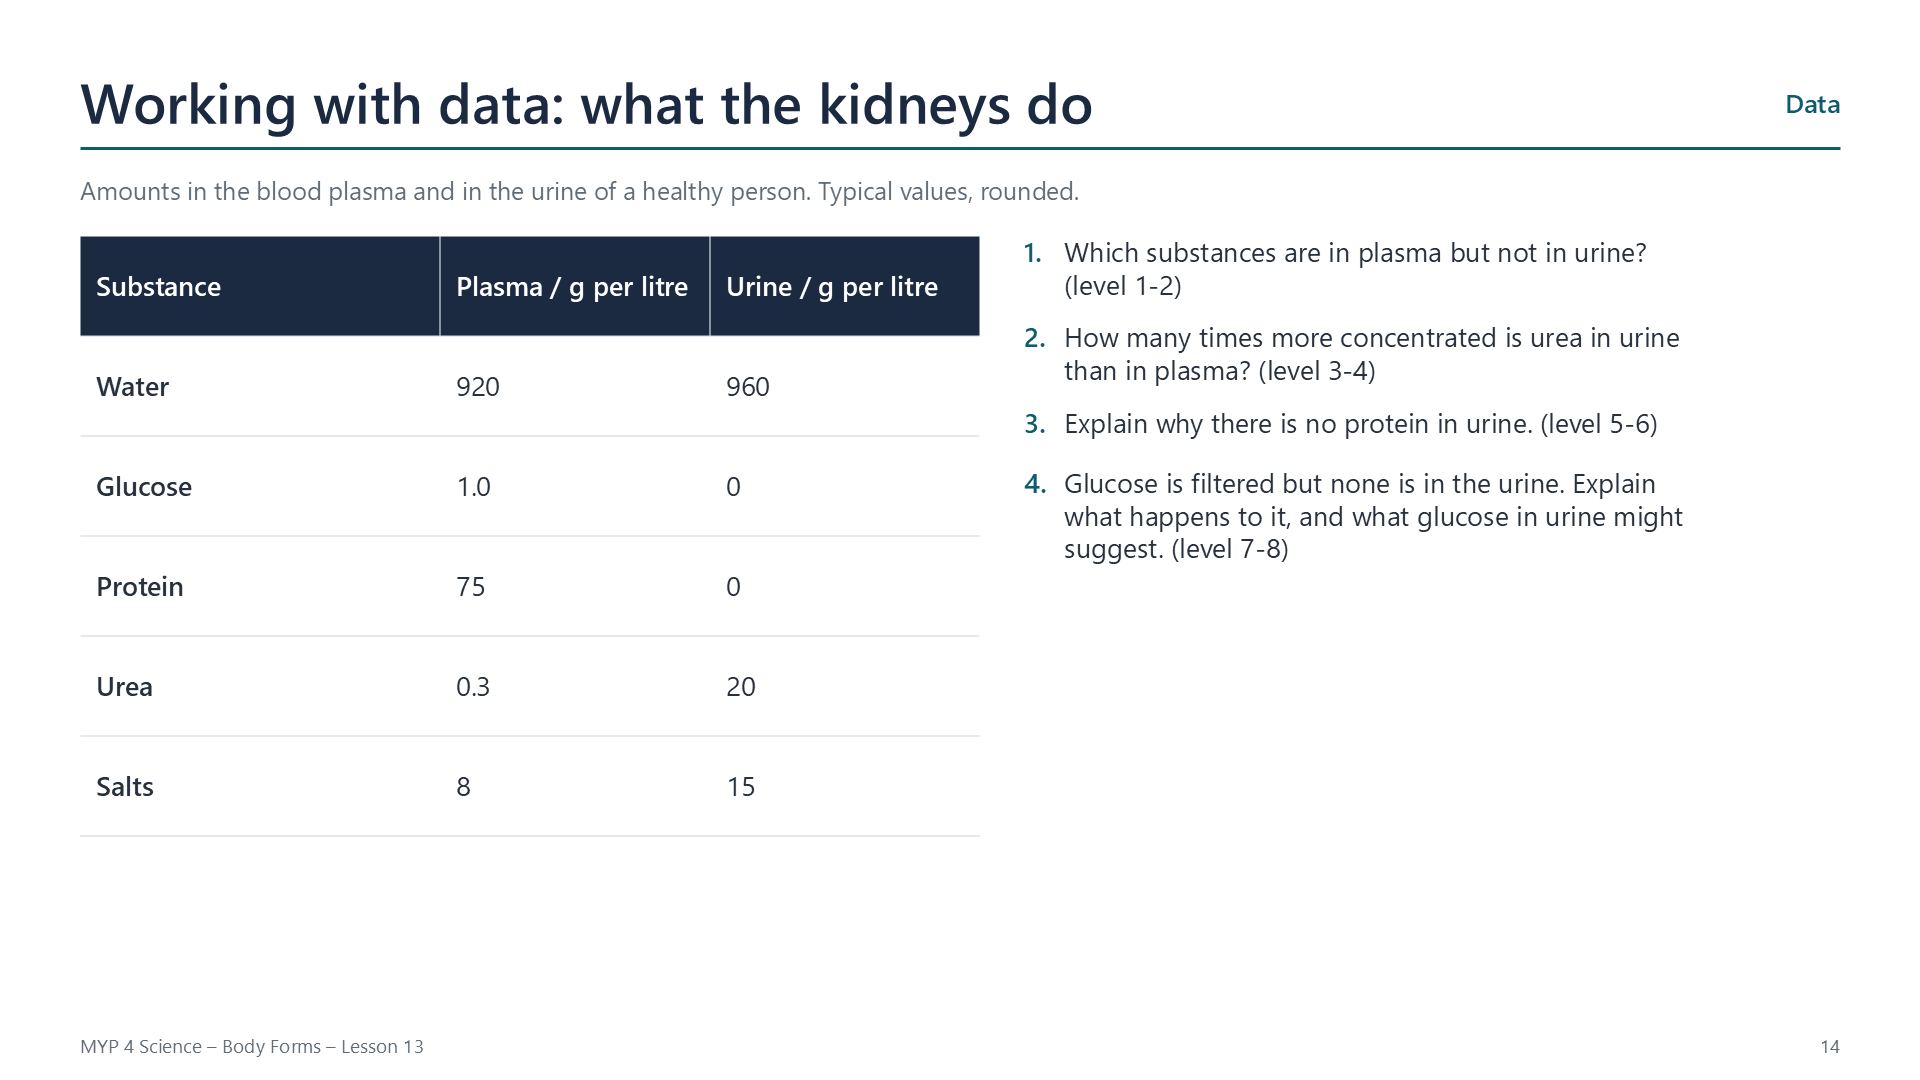 Working with data: what the kidneys do
Data
Amounts in the blood plasma and in the urine of a healthy person. Typical values, rounded.
Substance Plasma / g per litre Urine / g per litre
Water 920 960
Glucose 1.0 0
Protein 75 0
Urea 0.3 20
Salts 8 15
1. Which substances are in plasma but not in urine?
(level 1-2)
2. How many times more concentrated is urea in urine
than in plasma? (level 3-4)
3. Explain why there is no protein in urine. (level 5-6)
4. Glucose is filtered but none is in the urine. Explain
what happens to it, and what glucose in urine might
suggest. (level 7-8)
MYP 4 Science – Body Forms – Lesson 13
14